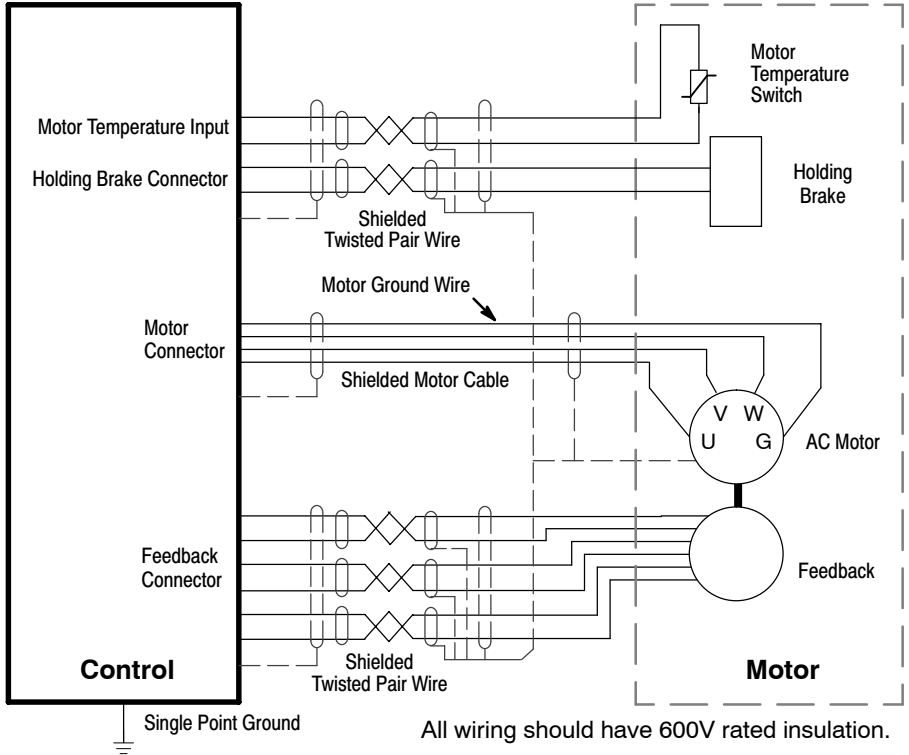 Motor
Temperature
Switch
Motor Temperature Input
Holding Brake Connector
Holding
Brake
Shielded
Twisted Pair Wire
Motor Ground Wire
Motor
Connector
Shielded Motor Cable
V W
U G
AC Motor
Feedback
Connector
Feedback
Control
Shielded
Twisted Pair Wire
Motor
Single Point Ground
All wiring should have 600V rated insulation.